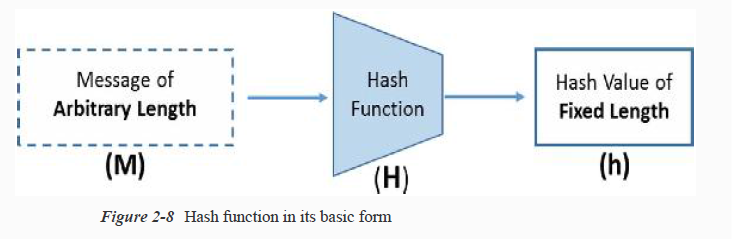 Message of
Arbitrary Length
(M)
Hash
Function
(H)
Hash Value of
Fixed Length
(h)
Figure 2-8 Hash function in its basic form